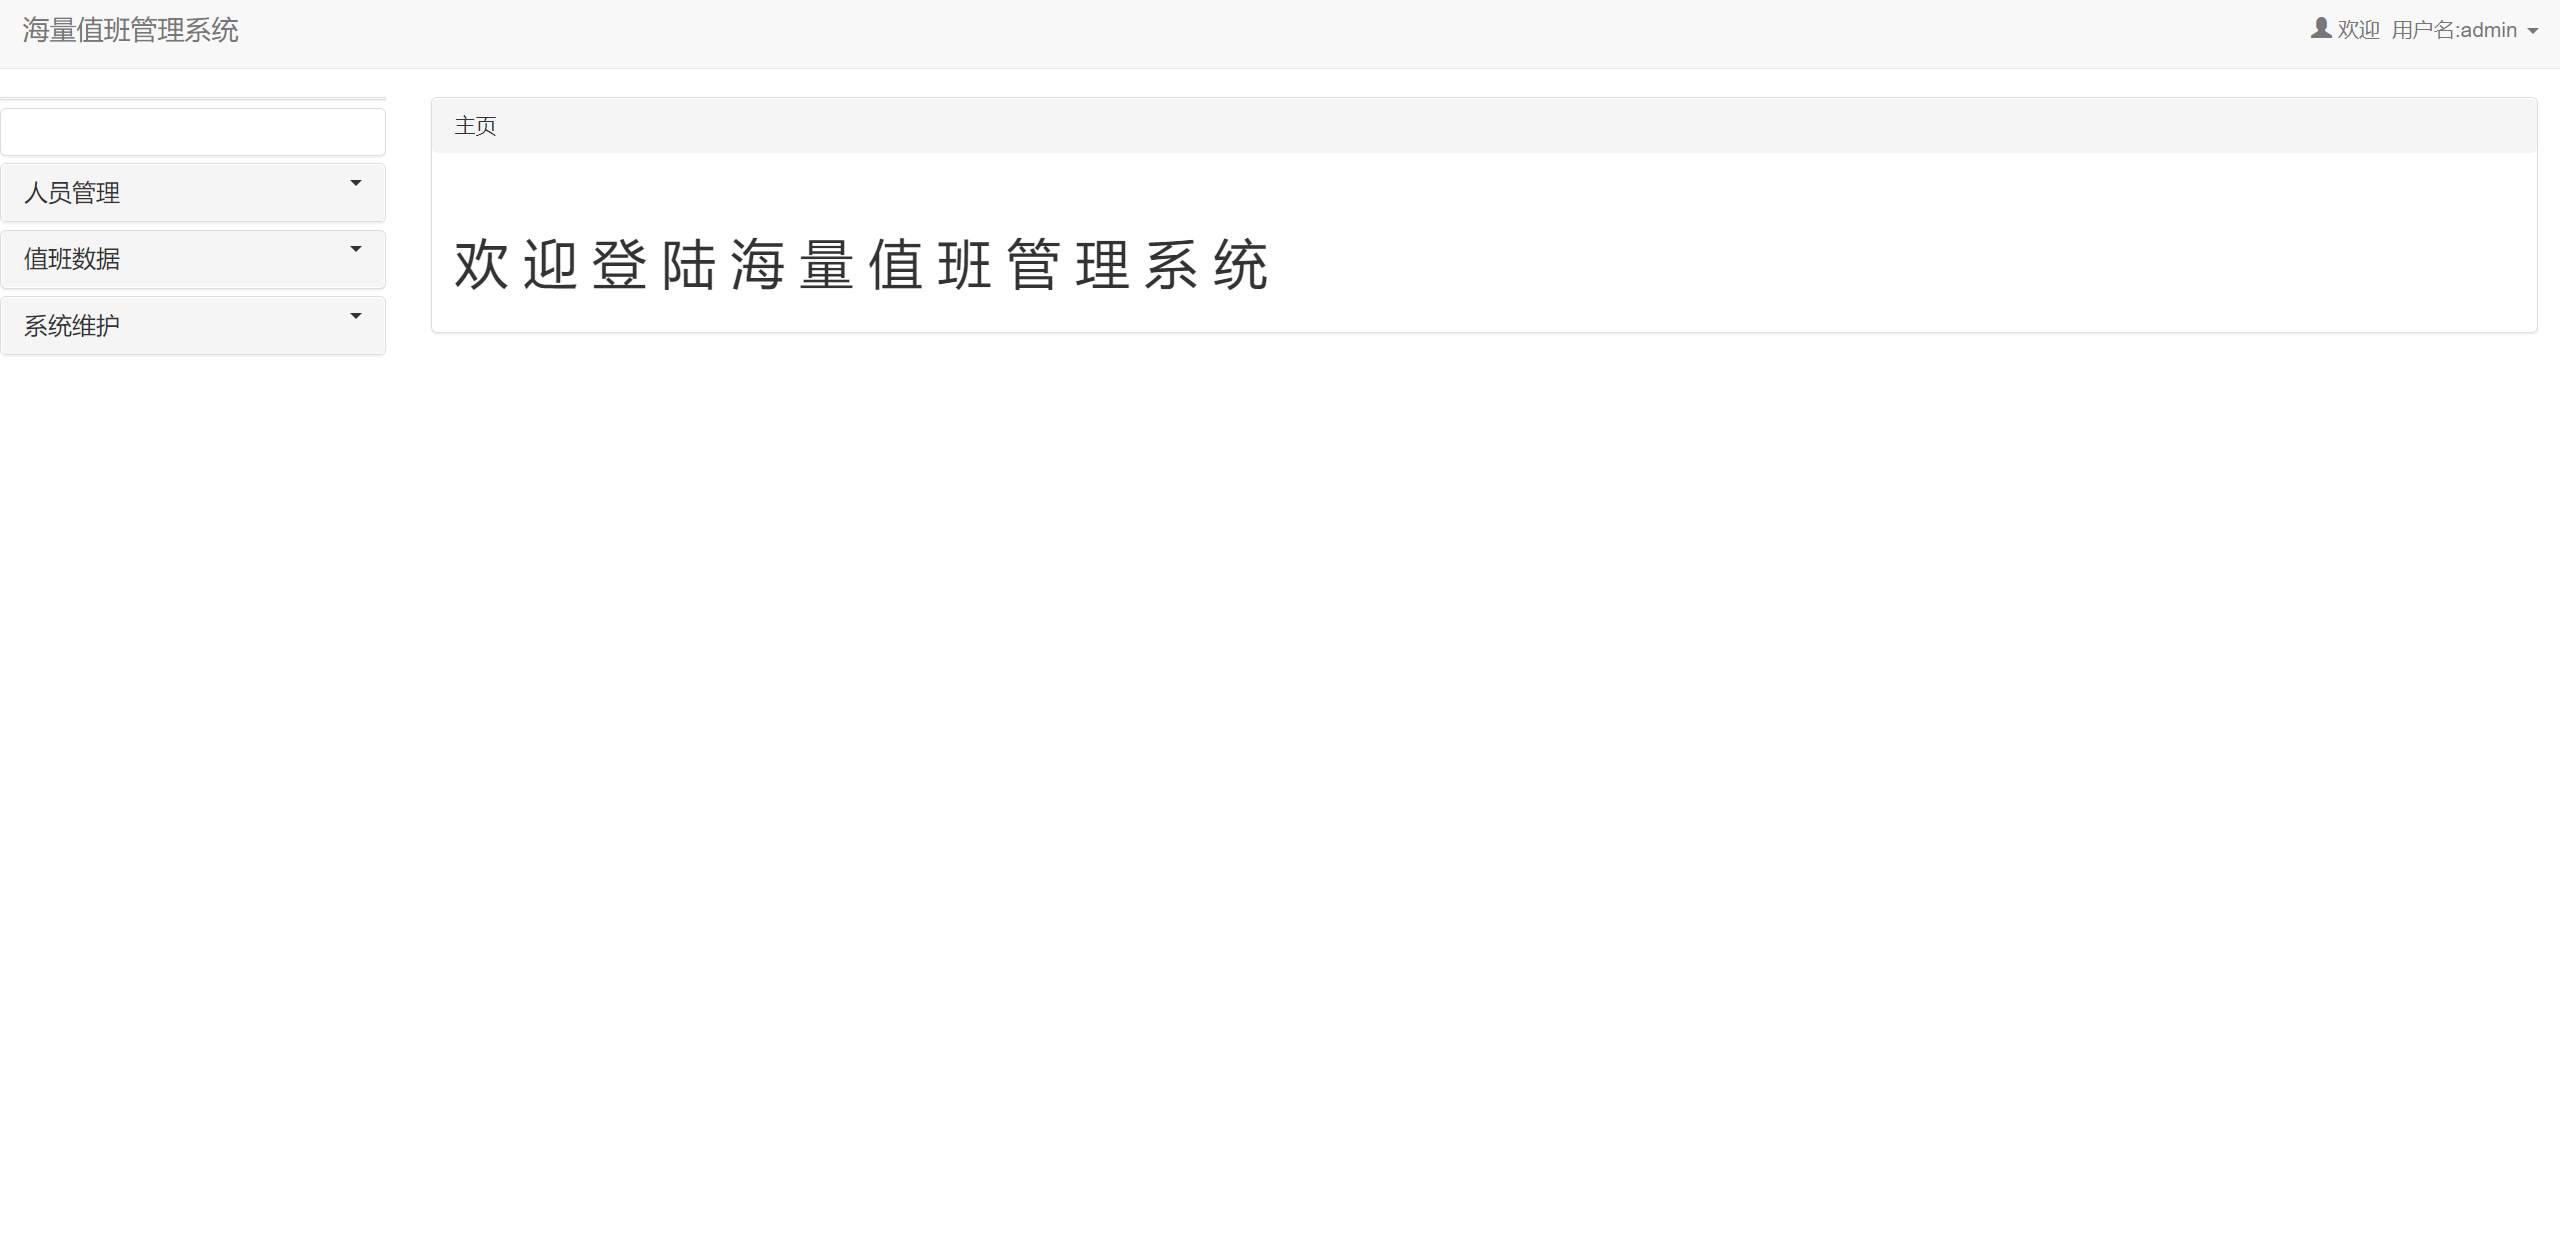 海量值班管理系统
欢迎 用户名:admin
人员管理
值班数据
系统维护
主页
欢迎登陆海量值班管理系统